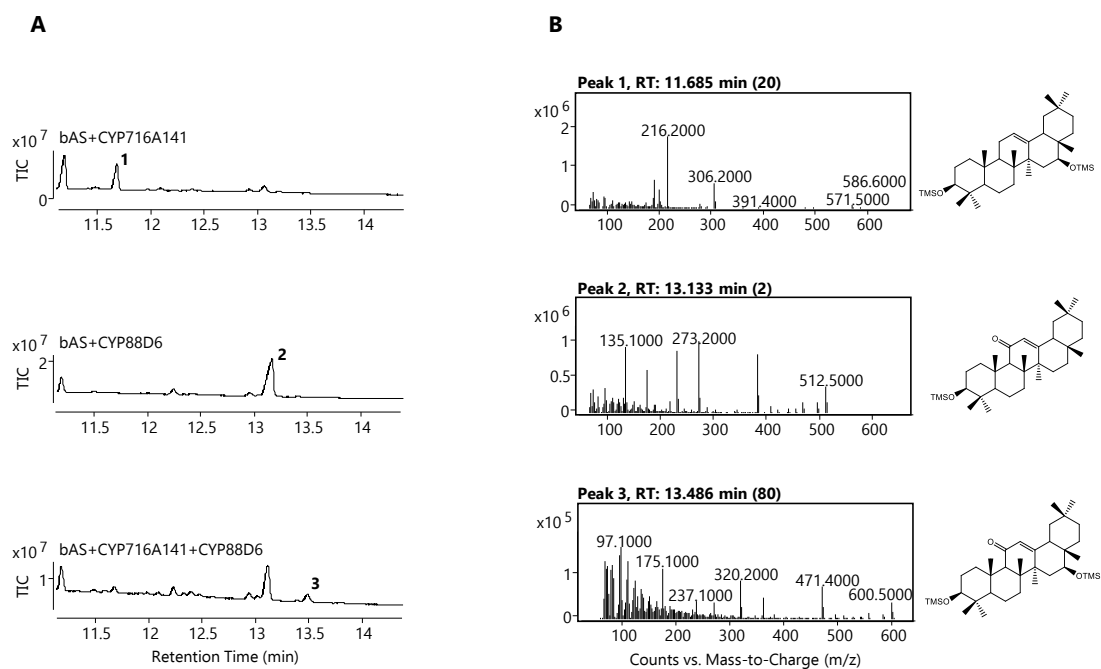 A
x10 7
bAS+CYP716A141
TIC
1
0
11.5 12 12.5 13 13.5 14
x10 7
bAS+CYP88D6
2
TIC
2
11.5 12 12.5 13 13.5 14
x10 7
bAS+CYP716A141+CYP88D6
1
TIC
3
11.5 12 12.5 13 13.5 14
Retention Time (min)
B
Peak 1, RT: 11.685 min (20)
x10 6
2
1
0
216.2000
306.2000
391.4000
586.6000
571.5000
100 200 300 400 500 600
TMSO
OTMS
Peak 2, RT: 13.133 min (2)
x10 6
1
0.5
0
135.1000
273.2000
512.5000
100 200 300 400 500 600
O
TMSO
Peak 3, RT: 13.486 min (80)
x10 5
1
0
97.1000
175.1000
237.1000
320.2000
471.4000
600.5000
100 200 300 400 500 600
Counts vs. Mass-to-Charge (m/z)
O
TMSO
OTMS